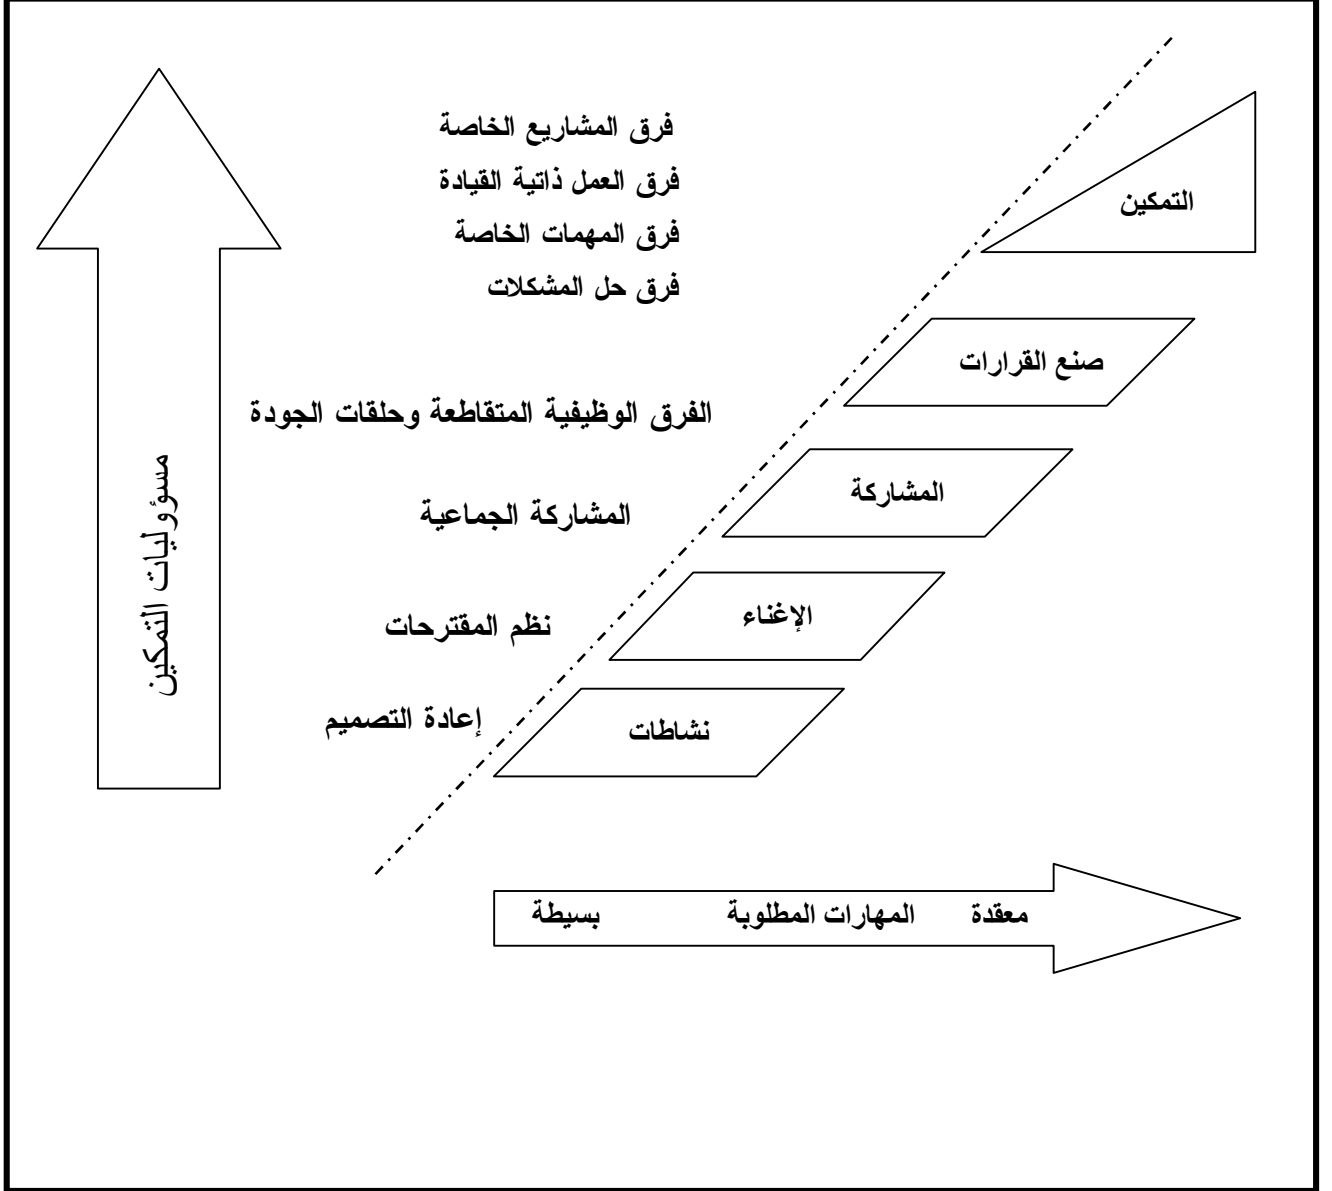 فرق المشاريع الخاصة
فرق العمل ذاتية القيادة
التمكين
فرق المهمات الخاصة
فرق حل المشكلات
صنع القرارات
الفرق الوظيفية المتقاطعة وحلقات الجودة
المشاركة
المشاركة الجماعية
مسؤوليات التمكين
الإغناء
نظم المقترحات
إعادة التصميم
نشاطات
بسيطة المهارات المطلوبة معقدة